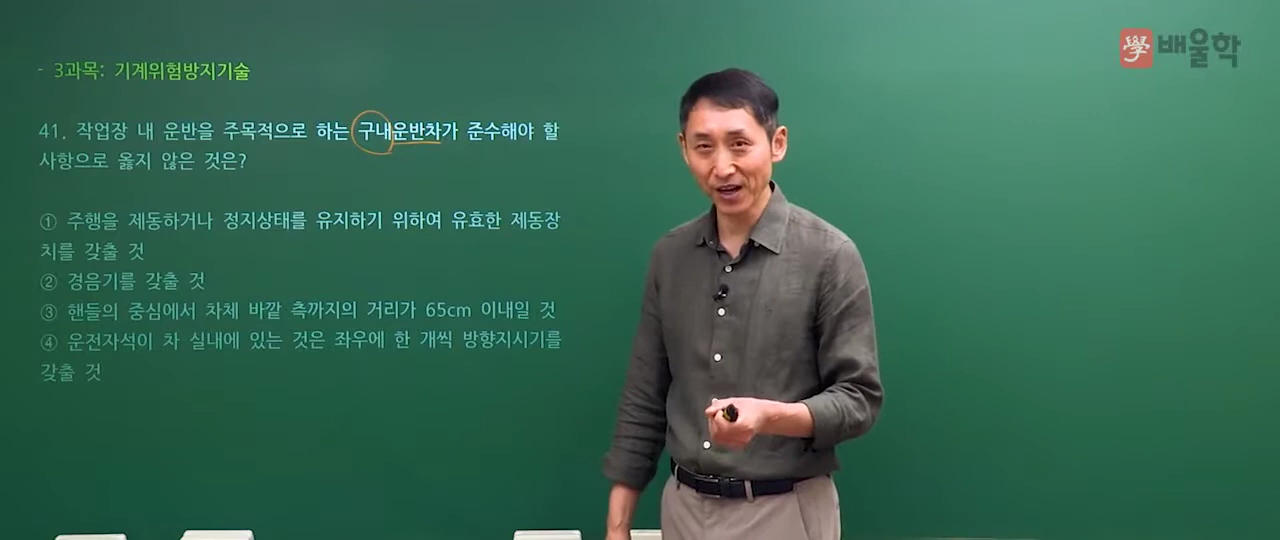 學 배울학
- 3과목: 기계위험방지기술
41. 작업장 내 운반을 주목적으로 하는 구내운반차가 준수해야 할
사항으로 옳지 않은 것은?
① 주행을 제동하거나 정지상태를 유지하기 위하여 유효한 제동장
치를 갖출 것
② 경음기를 갖출 것
③ 핸들의 중심에서 차체 바깥 측까지의 거리가 65cm 이내일 것
④ 운전자석이 차 실내에 있는 것은 좌우에 한 개씩 방향지시기를
갖출 것